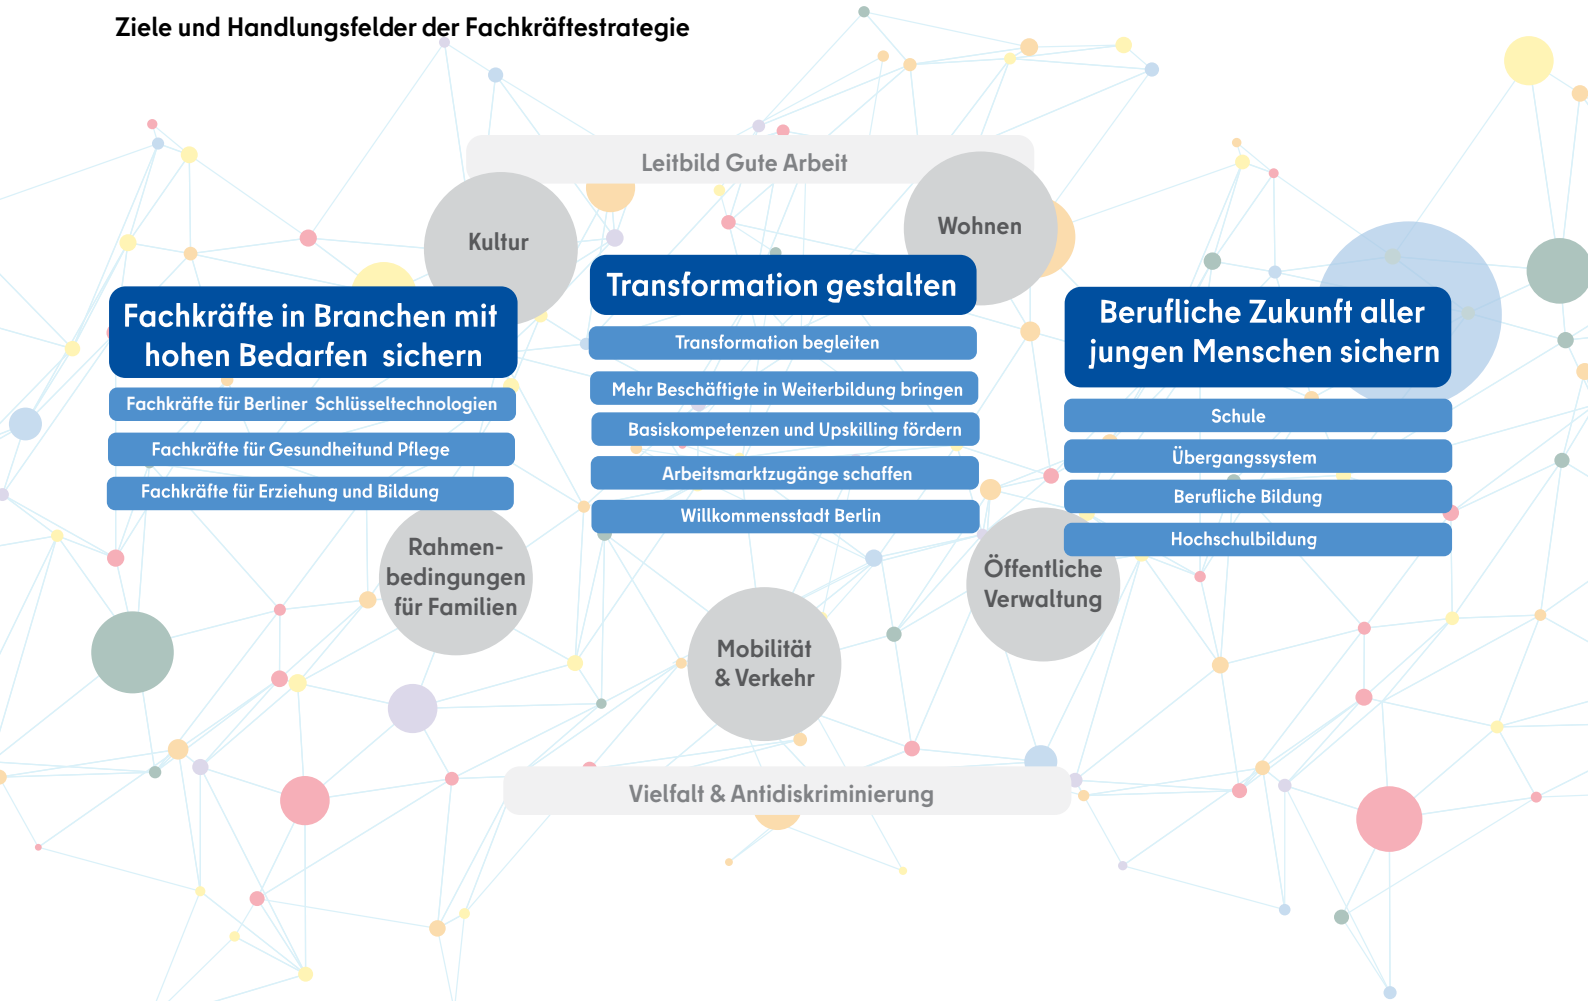 Ziele und Handlungsfelder der Fachkräftestrategie
Leitbild Gute Arbeit
Kultur
Wohnen
Fachkräfte in Branchen mit
hohen Bedarfen sichern
Fachkräfte für Berliner Schlüsseltechnologien
Fachkräfte für Gesundheitund Pflege
Fachkräfte für Erziehung und Bildung
Transformation gestalten
Transformation begleiten
Mehr Beschäftigte in Weiterbildung bringen
Basiskompetenzen und Upskilling fördern
Arbeitsmarktzugänge schaffen
Willkommensstadt Berlin
Berufliche Zukunft aller
jungen Menschen sichern
Schule
Übergangssystem
Berufliche Bildung
Hochschulbildung
Rahmen-
bedingungen
für Familien
Mobilität
& Verkehr
Öffentliche
Verwaltung
Vielfalt & Antidiskriminierung